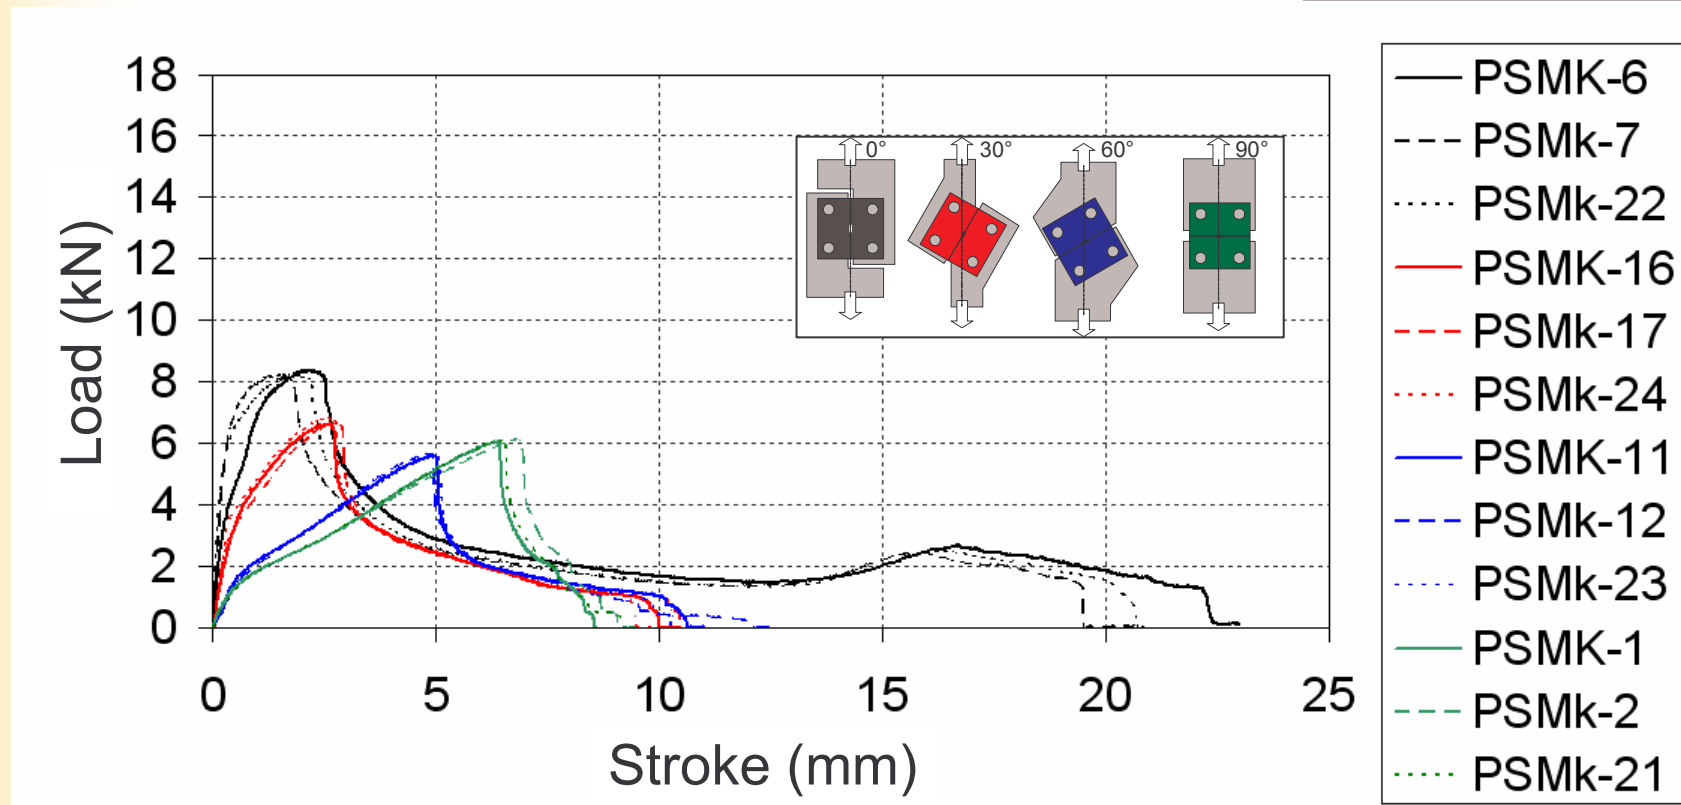 18
16
14
12
10
8
6
4
2
0
Load (kN)
0 5 10 15 20 25
Stroke (mm)
0° 30° 60° 90°
PSMK-6
PSMk-7
PSMk-22
PSMK-16
PSMk-17
PSMk-24
PSMK-11
PSMk-12
PSMk-23
PSMK-1
PSMk-2
PSMk-21